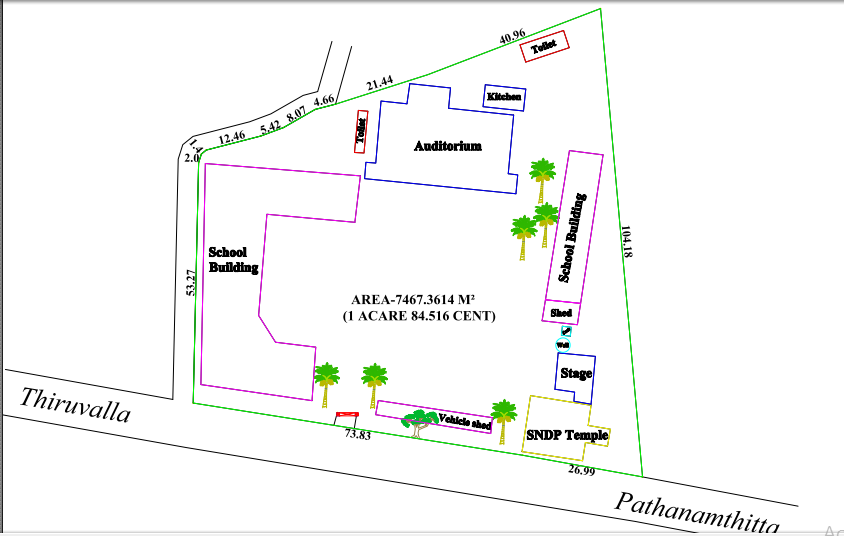 40.96
Toilet
21.44
4.66
8.07
5.42
12.46
2.0
Kitchen
Toilet
Auditorium
School Building
School
Building
104.18
53.27
AREA-7467.3614 M²
(1 ACARE 84.516 CENT)
Shed
Well
Stage
Vehicle shed
SNDP Temple
73.83
26.99
Thiruvalla
Pathanamthitta